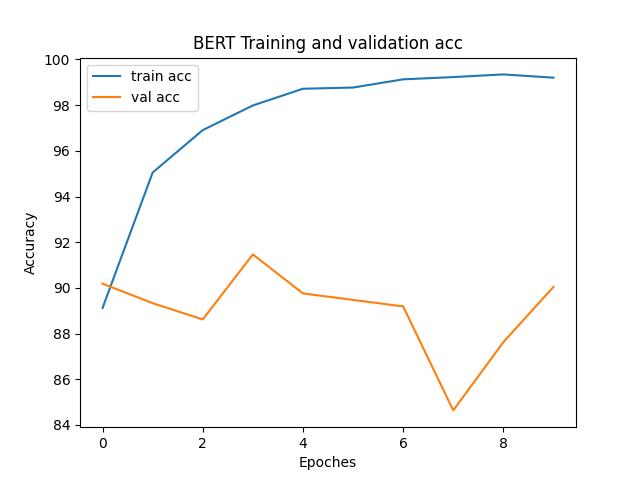 BERT Training and validation acc
train acc
val acc
Accuracy
100
98
96
94
92
90
88
86
84
0 2 4 6 8
Epoches